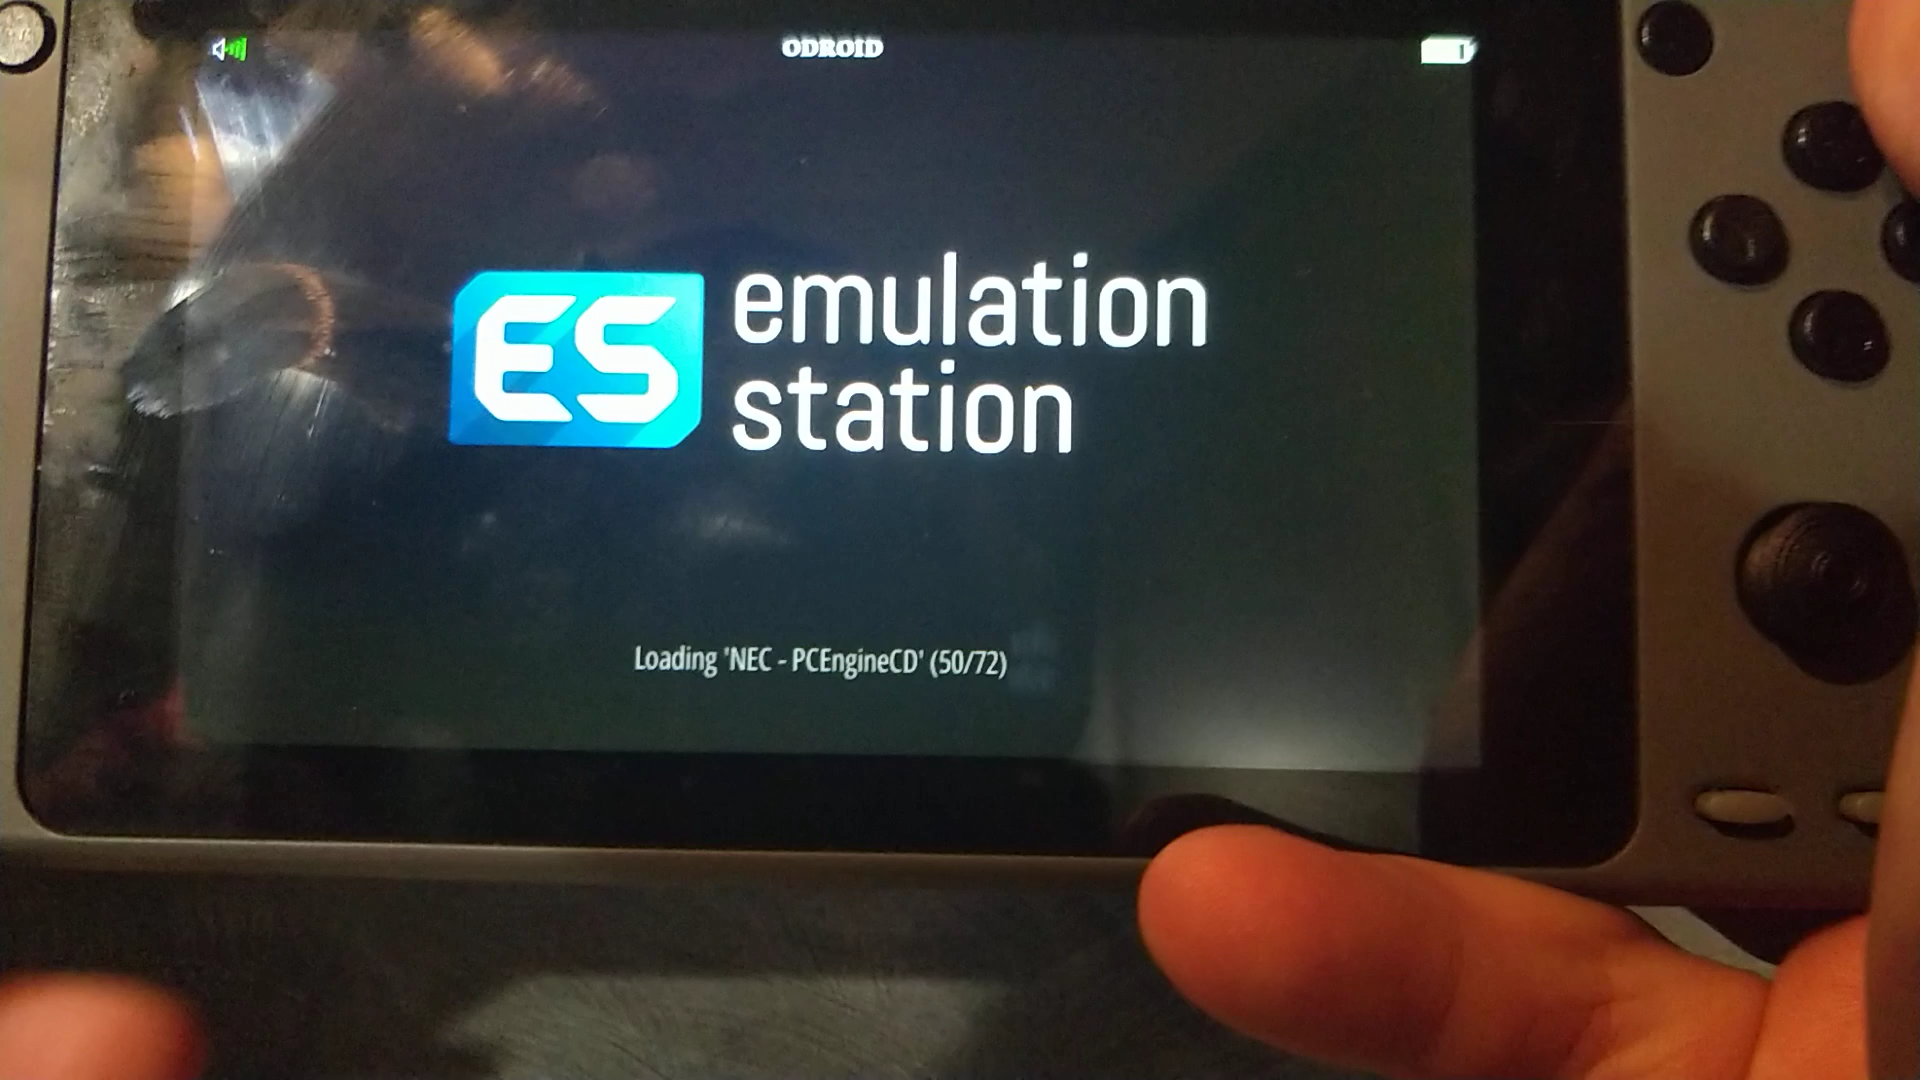 ODROID
ES
emulation
station
Loading 'NEC - PCEngineCD' (50/72)